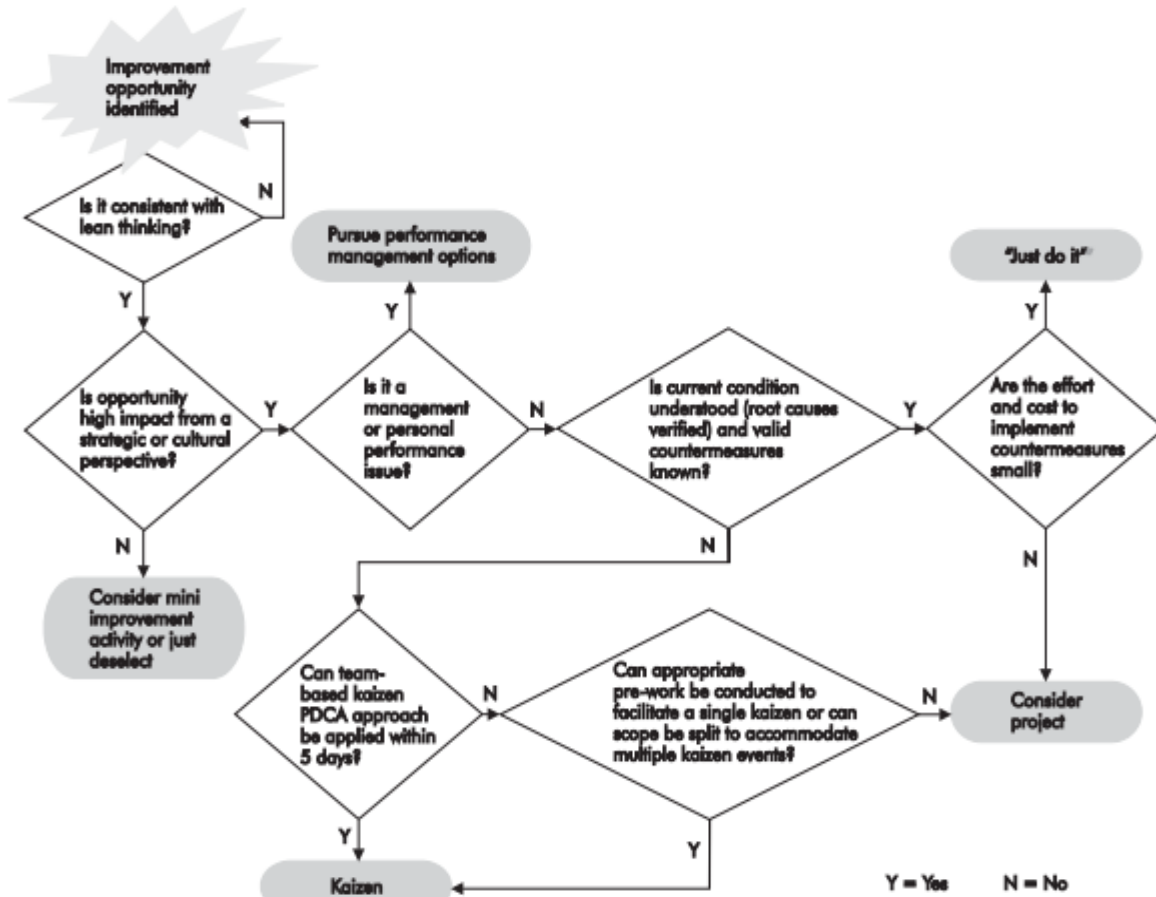 Improvement
opportunity
identified
N
Is it consistent with
lean thinking?
Pursue performance
management options
"Just do it"
Y
Y
Y
Is opportunity
high impact from a
strategic or cultural
perspective?
Y
Is it a
management
or personal
performance
issue?
N
Is current condition
understood (root causes
verified) and valid
countermeasures
known?
Y
Are the effort
and cost to
implement
countermeasures
small?
N
N
N
Consider mini
improvement
activity or just
deselect
Can team-
based kaizen
PDCA approach
be applied within
5 days?
N
Can appropriate
pre-work be conducted to
facilitate a single kaizen or can
scope be split to accommodate
multiple kaizen events?
N
Consider
project
Y
Y
Kaizen
Y = Yes N = No